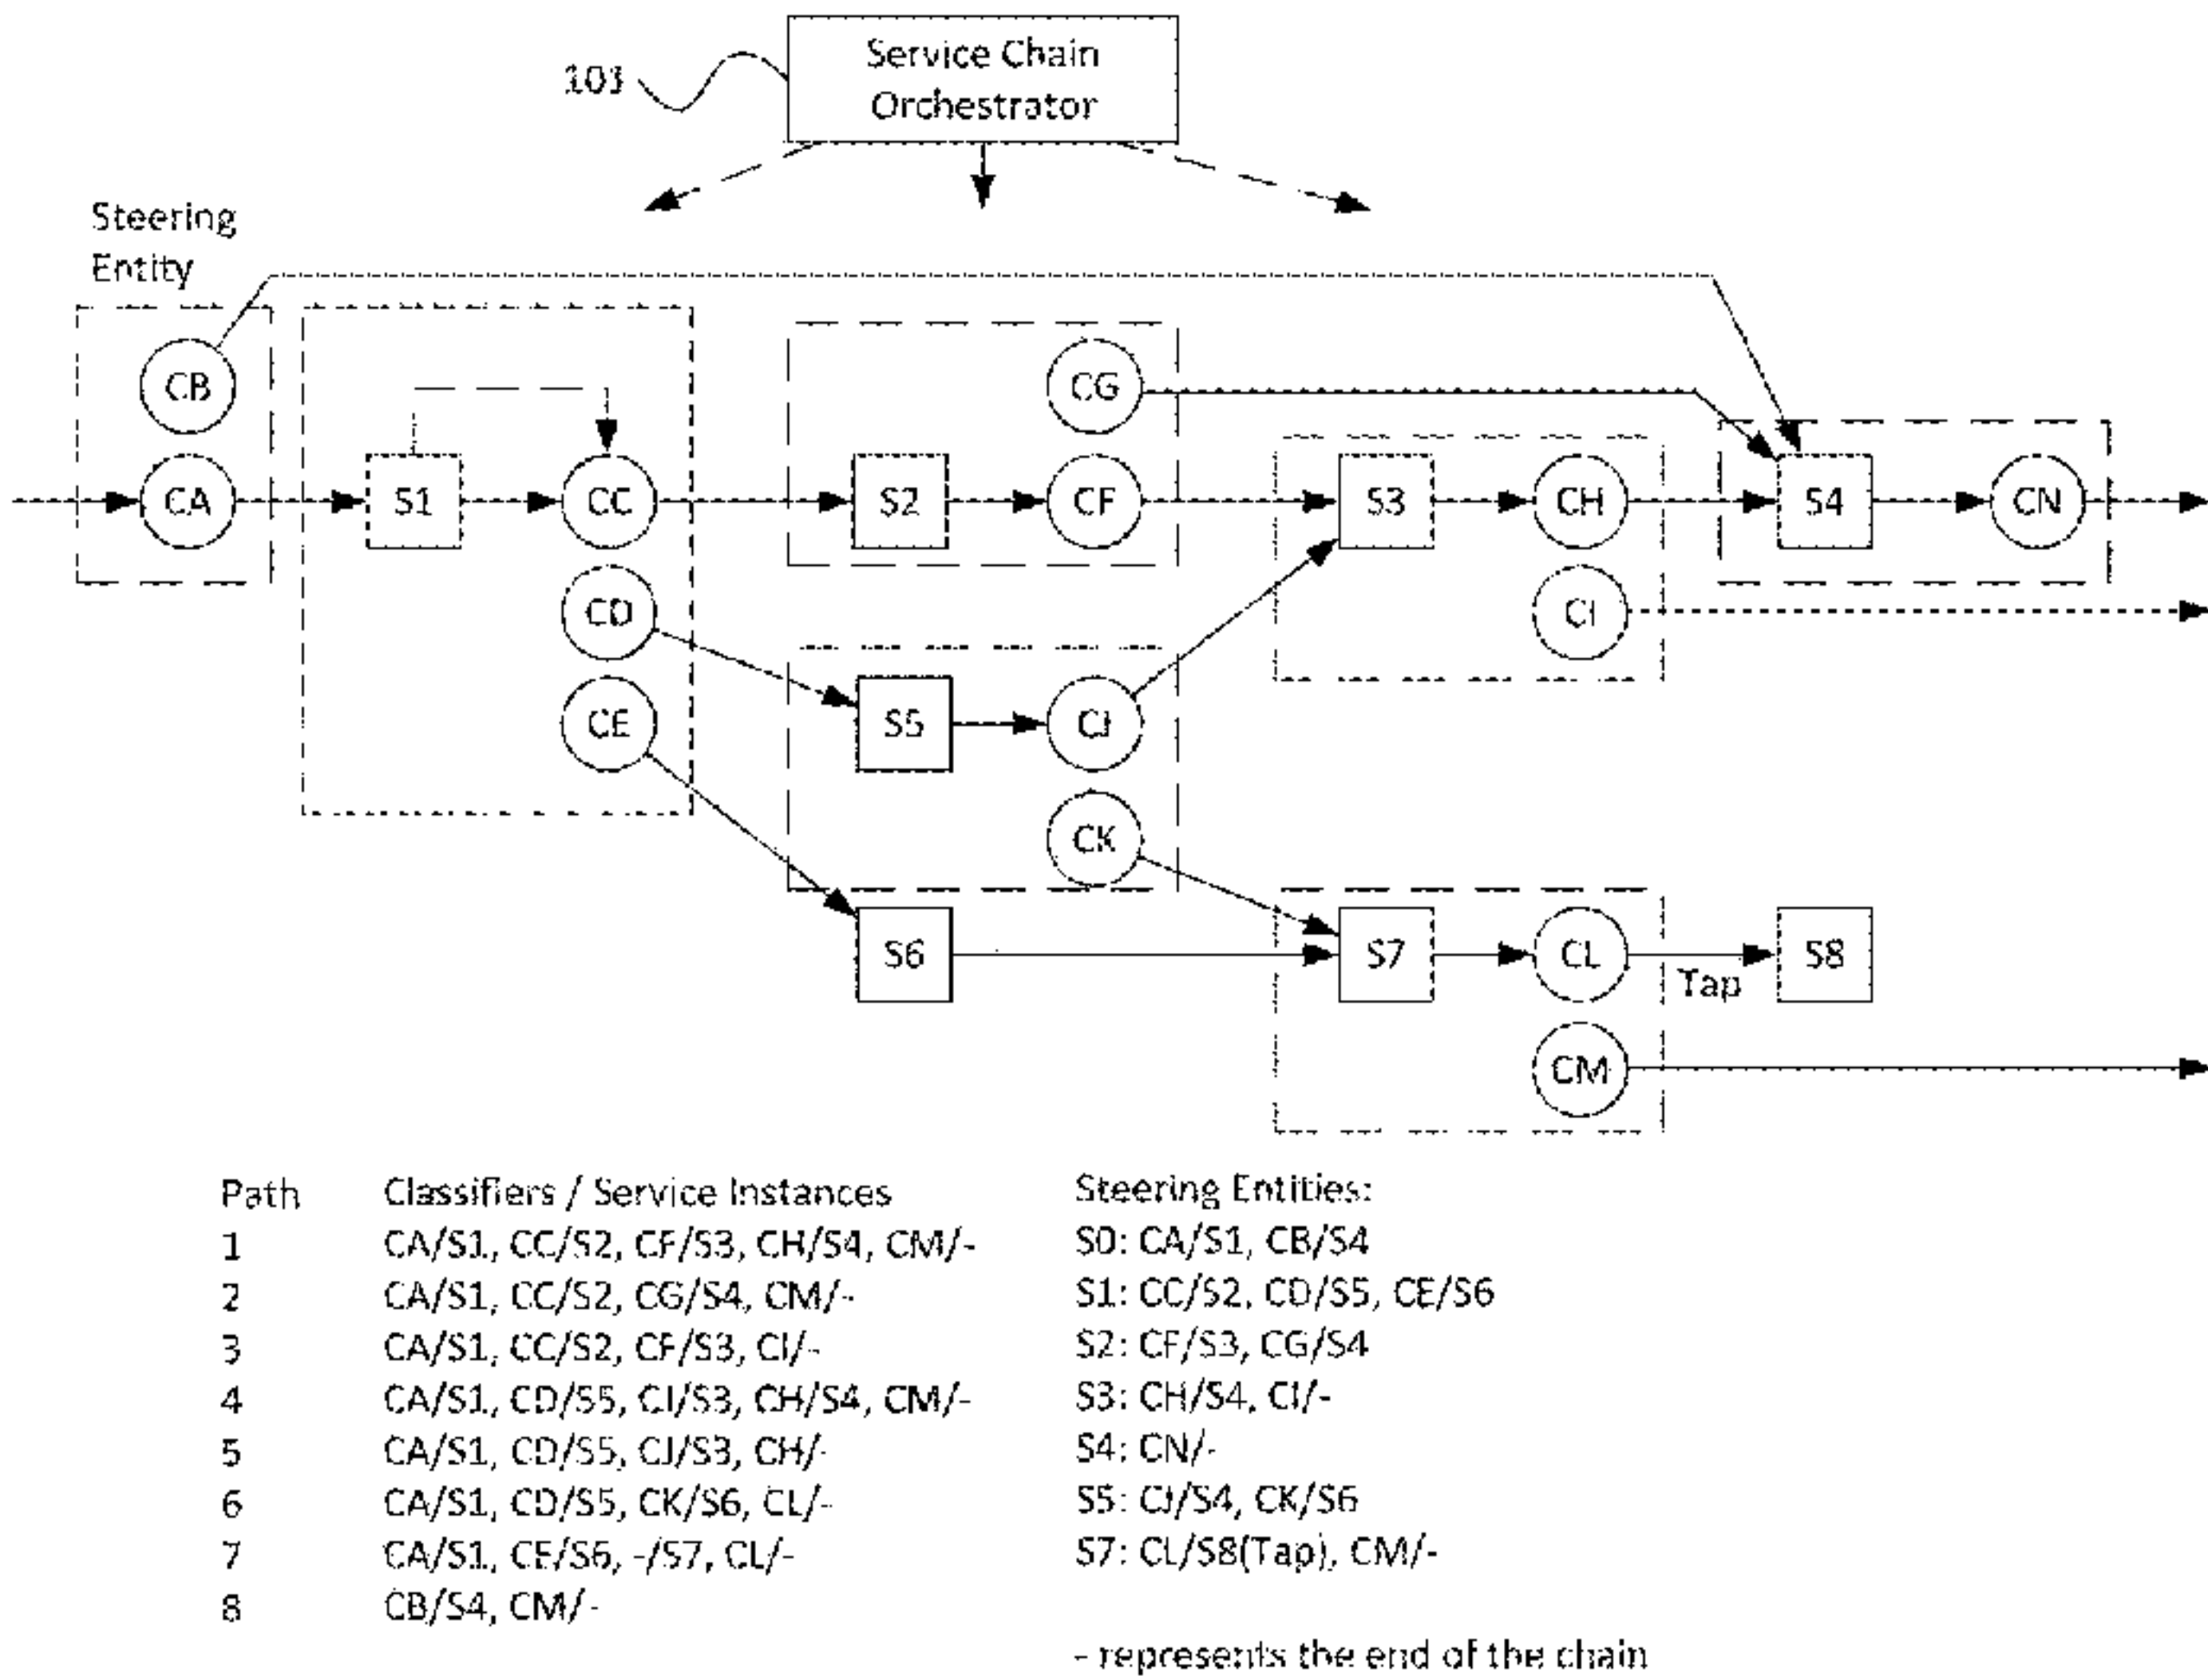 Service Chain
Orchestrator
103
Steering
Entity
CB
CG
CA
S1
CC
S2
CF
S3
CH
S4
CN
CD
CI
S5
CJ
CE
CK
S6
S7
CL
S8
Tap
CM
Path Classifiers / Service Instances
1 CA/S1, CC/S2, CF/S3, CH/S4, CM/-
2 CA/S1, CC/S2, CG/S4, CM/-
3 CA/S1, CC/S2, CF/S3, CI/-
4 CA/S1, CD/S5, CJ/S3, CH/S4, CM/-
5 CA/S1, CD/S5, CJ/S3, CH/-
6 CA/S1, CD/S5, CK/S6, CL/-
7 CA/S1, CE/S6, -/S7, CL/-
8 CB/S4, CM/-
Steering Entities:
S0: CA/S1, CB/S4
S1: CC/S2, CD/S5, CE/S6
S2: CF/S3, CG/S4
S3: CH/S4, CI/-
S4: CN/-
S5: CJ/S4, CK/S6
S7: CL/S8(Tap), CM/-
- represents the end of the chain